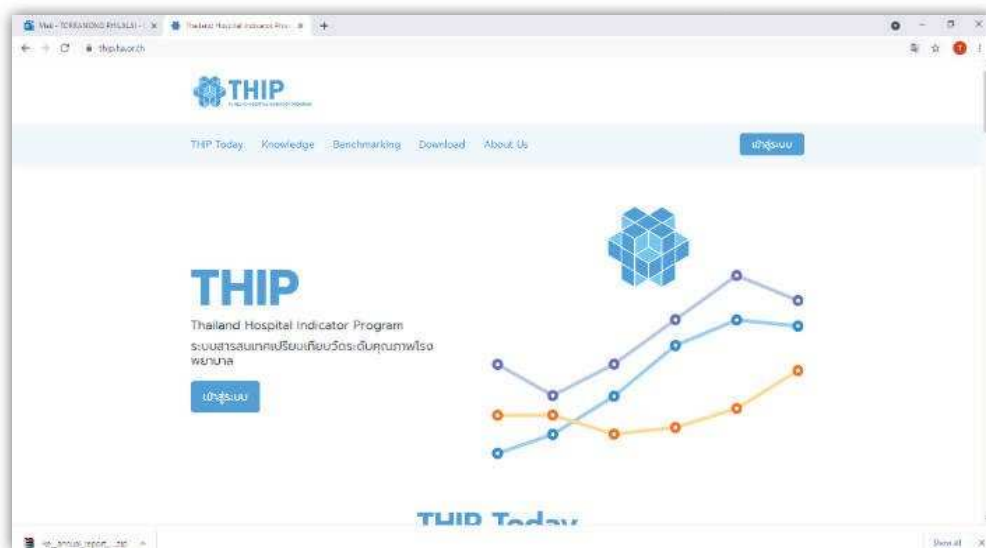 Thailand Hospital Indicator Prog
thip.ha.or.th
THIP
THIP Today
Knowledge
Benchmarking
Download
About Us
เข้าสู่ระบบ
THIP
Thailand Hospital Indicator Program
ระบบสารสนเทศเปรียบเทียบวัดระดับคุณภาพโรง
พยาบาล
เข้าสู่ระบบ
THIP Today
Show All